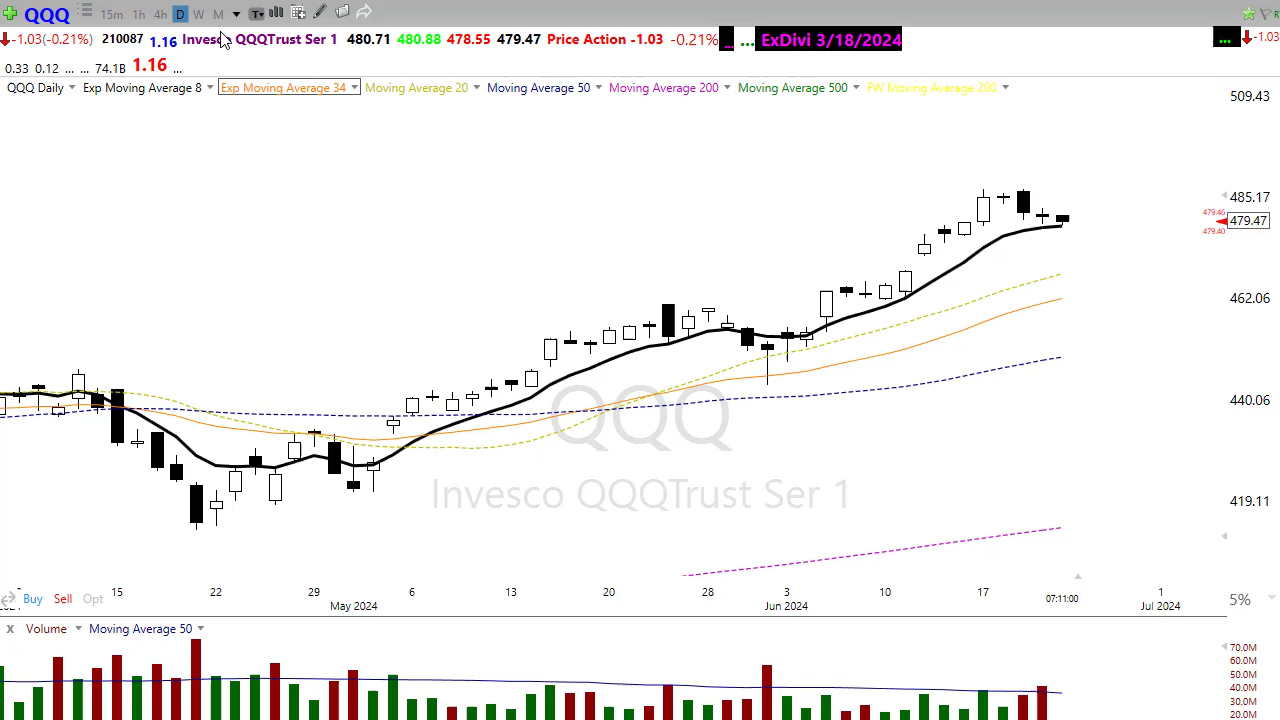 QQQ 15m 1h 4h D W M T
-1.03(-0.21%) 210087 1.16 Invesco QQQTrust Ser 1 480.71 480.88 478.55 479.47 Price Action -1.03 -0.21% ... ... ExDivi 3/18/2024 ... -1.03
0.33 0.12 ... ... 74.1B 1.16 ...
QQQ Daily Exp Moving Average 8 Exp Moving Average 34 Moving Average 20 Moving Average 50 Moving Average 200 Moving Average 500 FW Moving Average 200
509.43
485.17
479.46
479.47
479.40
462.06
440.06
QQQ
Invesco QQQTrust Ser 1
419.11
15 22 29 6 13 20 28 3 10 17 07:11:00 1
Buy Sell Opt May 2024 Jun 2024 Jul 2024 5%
x Volume Moving Average 50
70.0M
60.0M
50.0M
40.0M
30.0M
20.0M